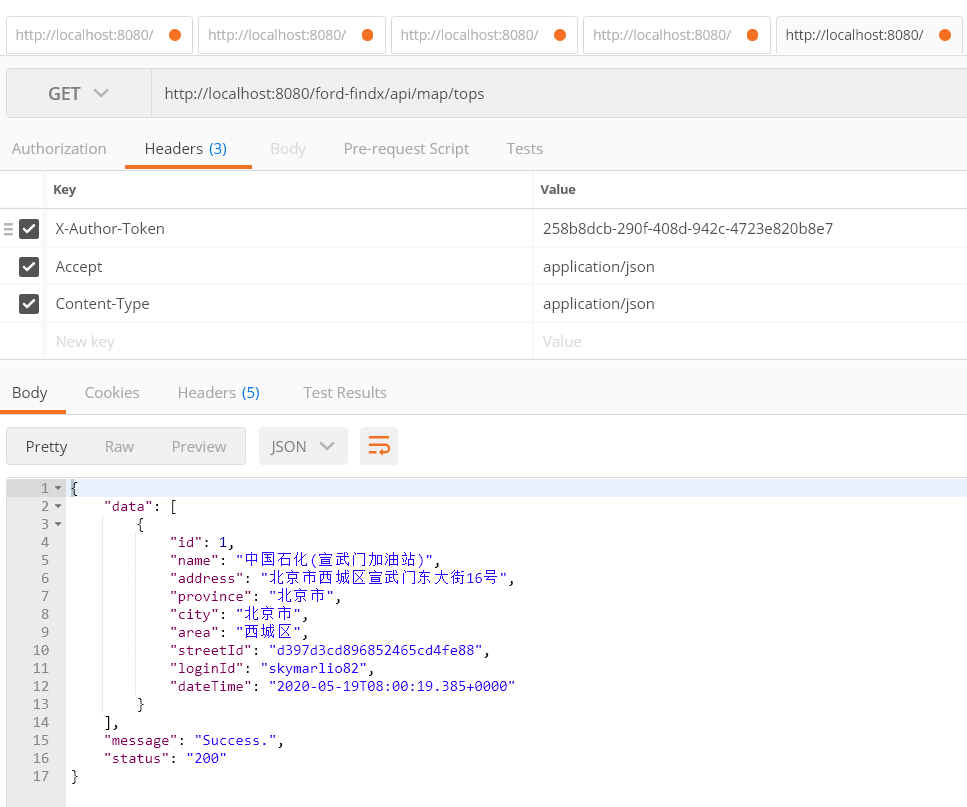 http://localhost:8080/ http://localhost:8080/ http://localhost:8080/ http://localhost:8080/ http://localhost:8080/
GET http://localhost:8080/ford-findx/api/map/tops
Authorization Headers (3) Body Pre-request Script Tests
Key Value
X-Author-Token 258b8dcb-290f-408d-942c-4723e820b8e7
Accept application/json
Content-Type application/json
New key Value
Body Cookies Headers (5) Test Results
Pretty Raw Preview JSON
1 {
2 "data": [
3 {
4 "id": 1,
5 "name": "中国石化(宣武门加油站)",
6 "address": "北京市西城区宣武门东大街16号",
7 "province": "北京市",
8 "city": "北京市",
9 "area": "西城区",
10 "streetId": "d397d3cd896852465cd4fe88",
11 "loginId": "skymarlio82",
12 "dateTime": "2020-05-19T08:00:19.385+0000"
13 }
14 ],
15 "message": "Success.",
16 "status": "200"
17 }